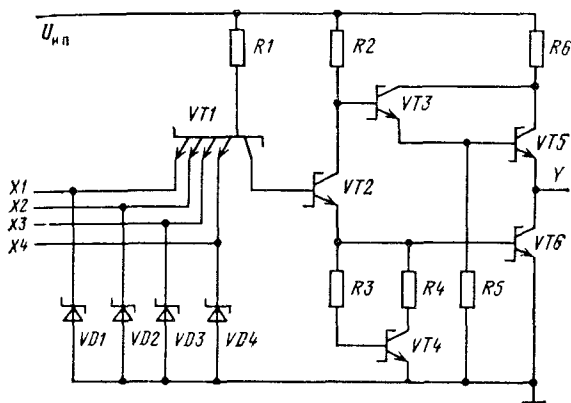 Uип
R1
R2
R6
VT1
VT3
VT5
X1
X2
X3
X4
VT2
Y
VT6
R3
R4
R5
VD1
VD2
VD3
VD4
VT4